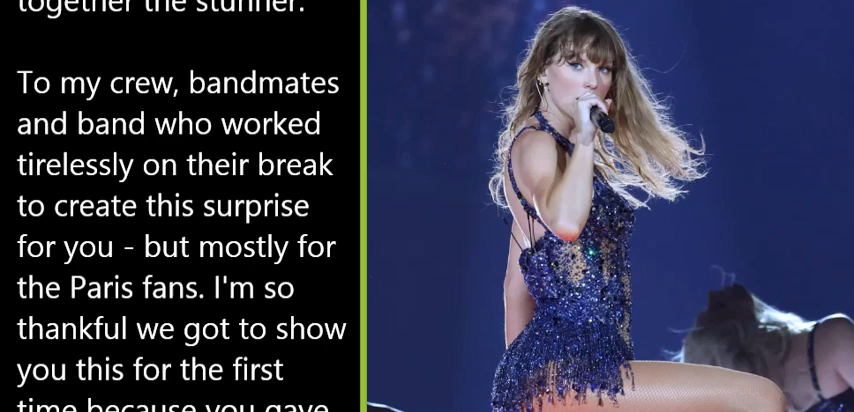 together the stunner.
To my crew, bandmates
and band who worked
tirelessly on their break
to create this surprise
for you - but mostly for
the Paris fans. I'm so
thankful we got to show
you this for the first
time because you gave